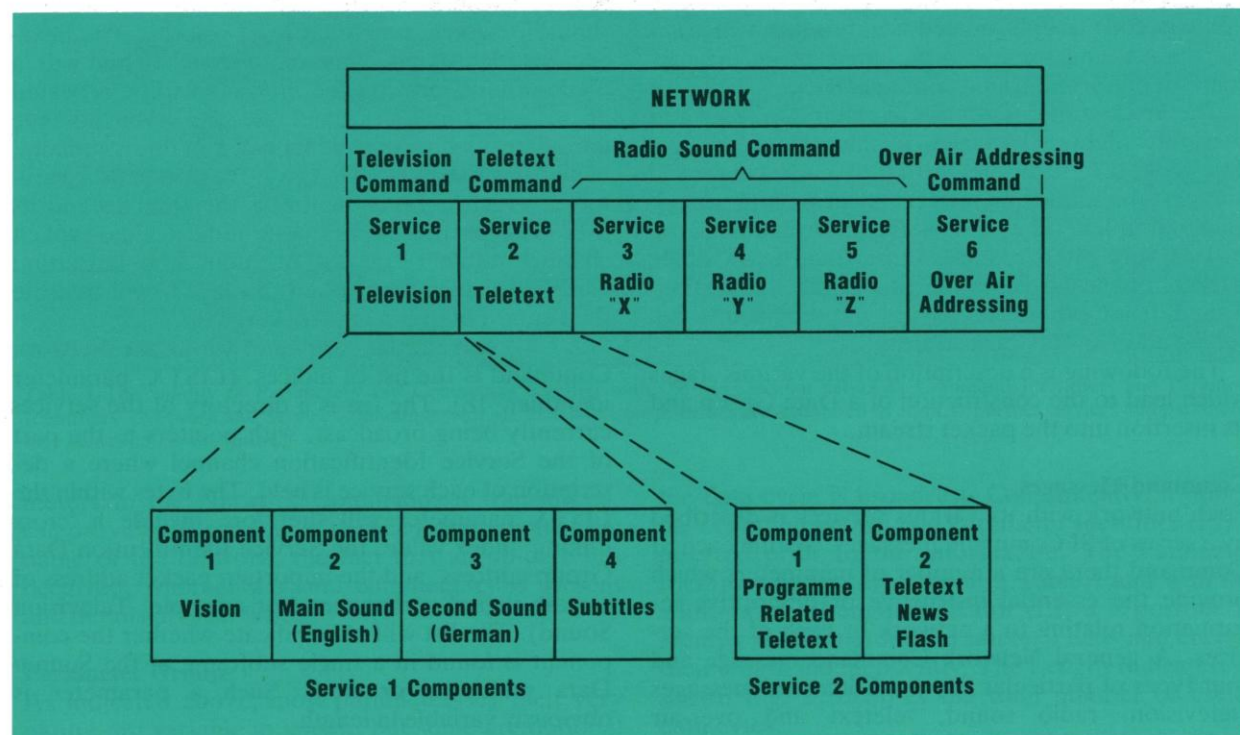 NETWORK
Television Command
Teletext Command
Radio Sound Command
Over Air Addressing Command
Service 1 Television
Service 2 Teletext
Service 3 Radio "X"
Service 4 Radio "Y"
Service 5 Radio "Z"
Service 6 Over Air Addressing
Component 1 Vision
Component 2 Main Sound (English)
Component 3 Second Sound (German)
Component 4 Subtitles
Service 1 Components
Component 1 Programme Related Teletext
Component 2 Teletext News Flash
Service 2 Components